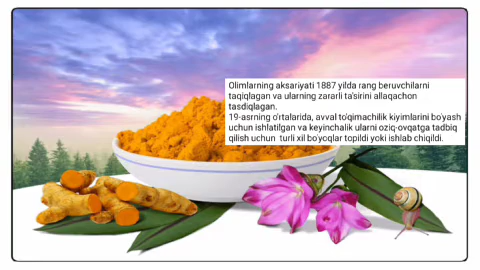 Olimlarning aksariyati 1887 yilda rang beruvchilarni
taqiqlagan va ularning zararli ta'sirini allaqachon
tasdiqlagan.
19-asrning o'rtalarida, avval to'qimachilik kiyimlarini bo'yash
uchun ishlatilgan va keyinchalik ularni oziq-ovqatga tadbiq
qilish uchun turli xil bo'yoqlar topildi yoki ishlab chiqildi.